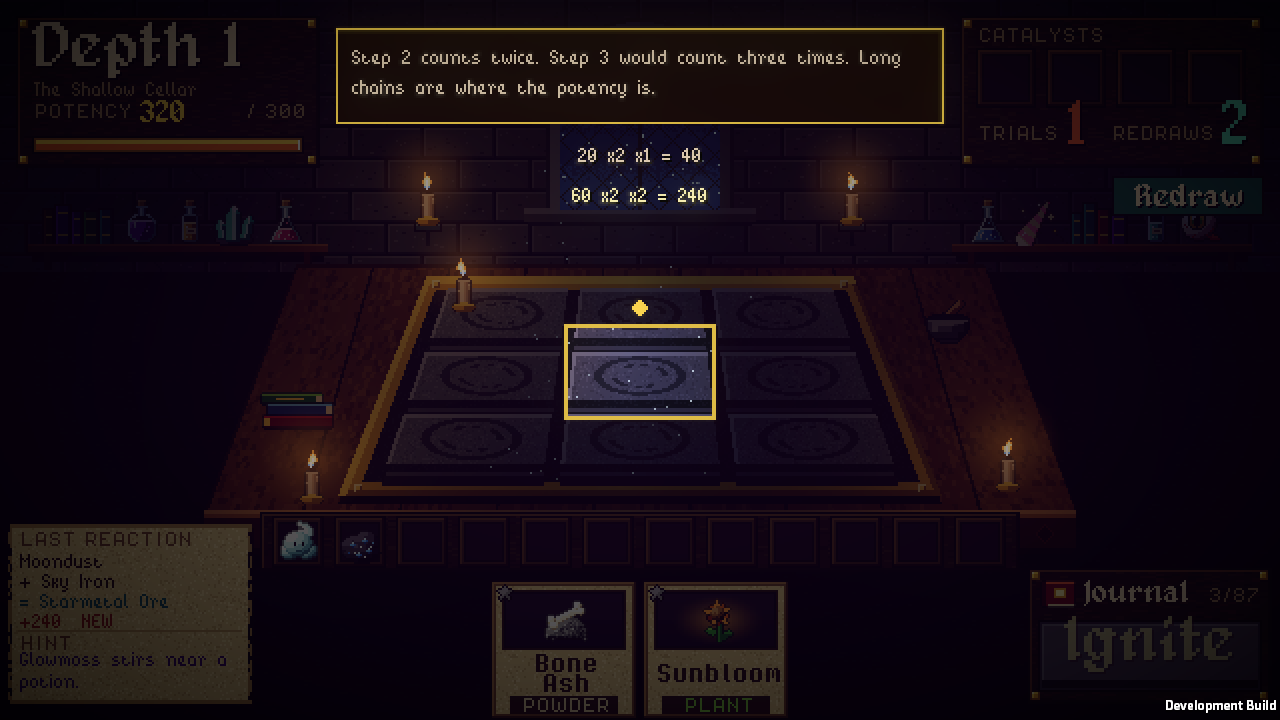 Depth 1
The Shallow Cellar
POTENCY 320 / 300
Step 2 counts twice. Step 3 would count three times. Long
chains are where the potency is.
CATALYSTS
TRIALS 1 REDRAWS 2
Redraw
20 x2 x1 = 40
60 x2 x2 = 240
LAST REACTION
Moondust
+ Sky Iron
= Starmetal Ore
+240 NEW
HINT
Glowmoss stirs near a
potion.
Bone
Ash
POWDER
Sunbloom
PLANT
Journal 3/87
Ignite
Development Build